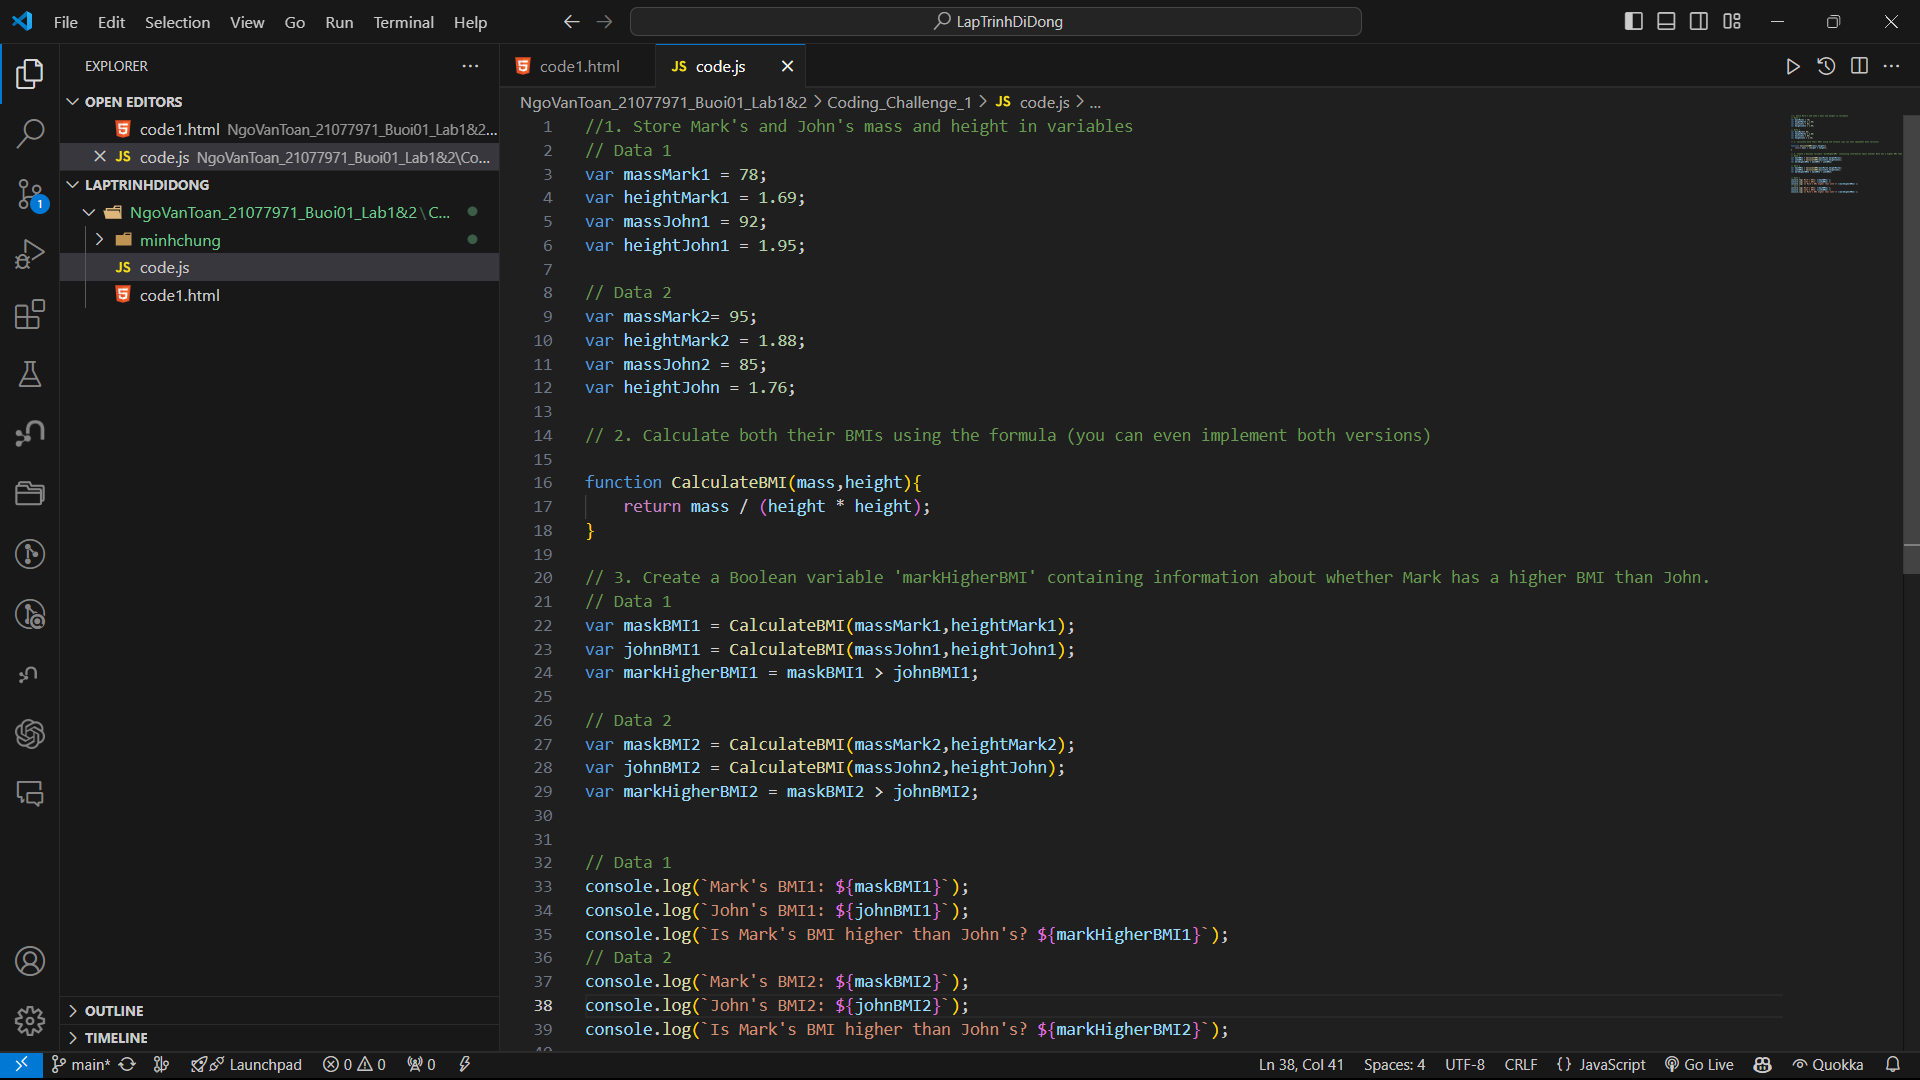 File Edit Selection View Go Run Terminal Help
LapTrinhDiDong
EXPLORER
OPEN EDITORS
code1.html NgoVanToan_21077971_Buoi01_Lab1&2...
JS code.js NgoVanToan_21077971_Buoi01_Lab1&2\Co...
LAPTRINHDIDONG
NgoVanToan_21077971_Buoi01_Lab1&2\C...
minhchung
JS code.js
code1.html
OUTLINE
TIMELINE
1
code1.html JS code.js
NgoVanToan_21077971_Buoi01_Lab1&2 > Coding_Challenge_1 > JS code.js > ...
1 //1. Store Mark's and John's mass and height in variables
2 // Data 1
3 var massMark1 = 78;
4 var heightMark1 = 1.69;
5 var massJohn1 = 92;
6 var heightJohn1 = 1.95;
7
8 // Data 2
9 var massMark2= 95;
10 var heightMark2 = 1.88;
11 var massJohn2 = 85;
12 var heightJohn = 1.76;
13
14 // 2. Calculate both their BMIs using the formula (you can even implement both versions)
15
16 function CalculateBMI(mass,height){
17 return mass / (height * height);
18 }
19
20 // 3. Create a Boolean variable 'markHigherBMI' containing information about whether Mark has a higher BMI than John.
21 // Data 1
22 var maskBMI1 = CalculateBMI(massMark1,heightMark1);
23 var johnBMI1 = CalculateBMI(massJohn1,heightJohn1);
24 var markHigherBMI1 = maskBMI1 > johnBMI1;
25
26 // Data 2
27 var maskBMI2 = CalculateBMI(massMark2,heightMark2);
28 var johnBMI2 = CalculateBMI(massJohn2,heightJohn);
29 var markHigherBMI2 = maskBMI2 > johnBMI2;
30
31
32 // Data 1
33 console.log(`Mark's BMI1: ${maskBMI1}`);
34 console.log(`John's BMI1: ${johnBMI1}`);
35 console.log(`Is Mark's BMI higher than John's? ${markHigherBMI1}`);
36 // Data 2
37 console.log(`Mark's BMI2: ${maskBMI2}`);
38 console.log(`John's BMI2: ${johnBMI2}`);
39 console.log(`Is Mark's BMI higher than John's? ${markHigherBMI2}`);
main* Launchpad 0 0 0 Ln 38, Col 41 Spaces: 4 UTF-8 CRLF {} JavaScript Go Live Quokka